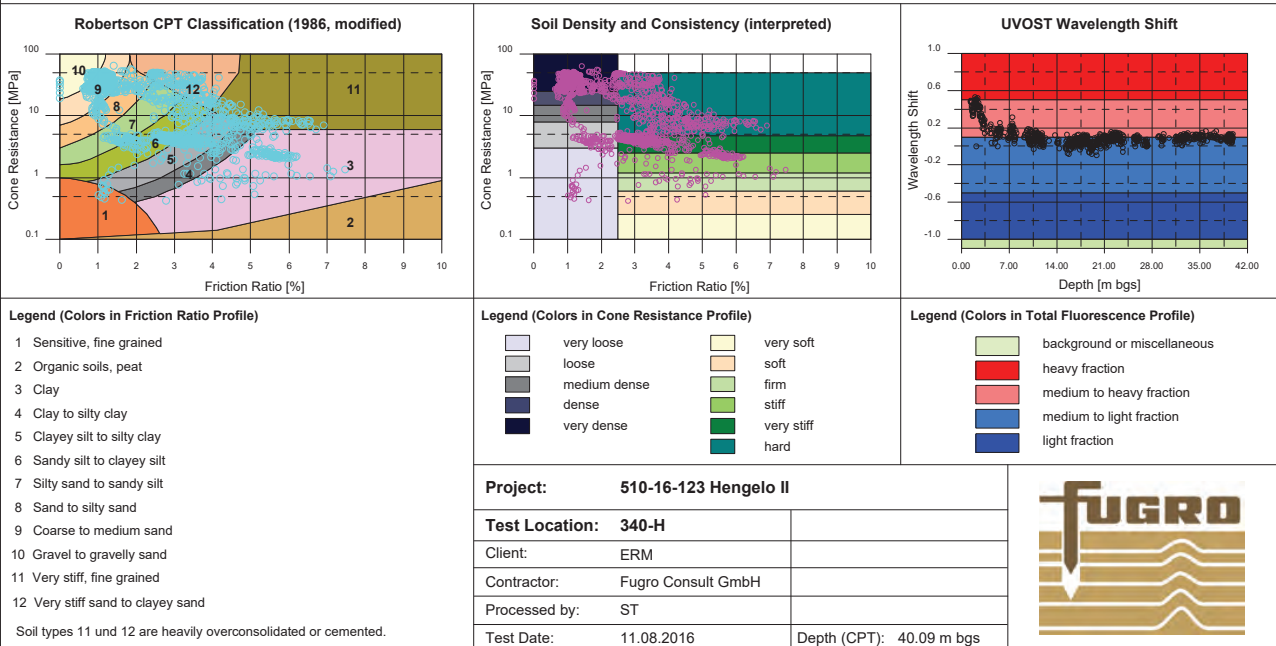 Robertson CPT Classification (1986, modified)
Cone Resistance [MPa]
100
10
1
0.1
10
9
8
12
11
7
6
5
4
3
1
2
0 1 2 3 4 5 6 7 8 9 10
Friction Ratio [%]
Soil Density and Consistency (interpreted)
Cone Resistance [MPa]
100
10
1
0.1
0 1 2 3 4 5 6 7 8 9 10
Friction Ratio [%]
UVOST Wavelength Shift
Wavelength Shift
1.0
0.6
0.2
-0.2
-0.6
-1.0
0.00 7.00 14.00 21.00 28.00 35.00 42.00
Depth [m bgs]
Legend (Colors in Friction Ratio Profile)
1 Sensitive, fine grained
2 Organic soils, peat
3 Clay
4 Clay to silty clay
5 Clayey silt to silty clay
6 Sandy silt to clayey silt
7 Silty sand to sandy silt
8 Sand to silty sand
9 Coarse to medium sand
10 Gravel to gravelly sand
11 Very stiff, fine grained
12 Very stiff sand to clayey sand
Soil types 11 und 12 are heavily overconsolidated or cemented.
Legend (Colors in Cone Resistance Profile)
very loose
loose
medium dense
dense
very dense
very soft
soft
firm
stiff
very stiff
hard
Legend (Colors in Total Fluorescence Profile)
background or miscellaneous
heavy fraction
medium to heavy fraction
medium to light fraction
light fraction
Project: 510-16-123 Hengelo II
Test Location: 340-H
Client: ERM
Contractor: Fugro Consult GmbH
Processed by: ST
Test Date: 11.08.2016 Depth (CPT): 40.09 m bgs
FUGRO